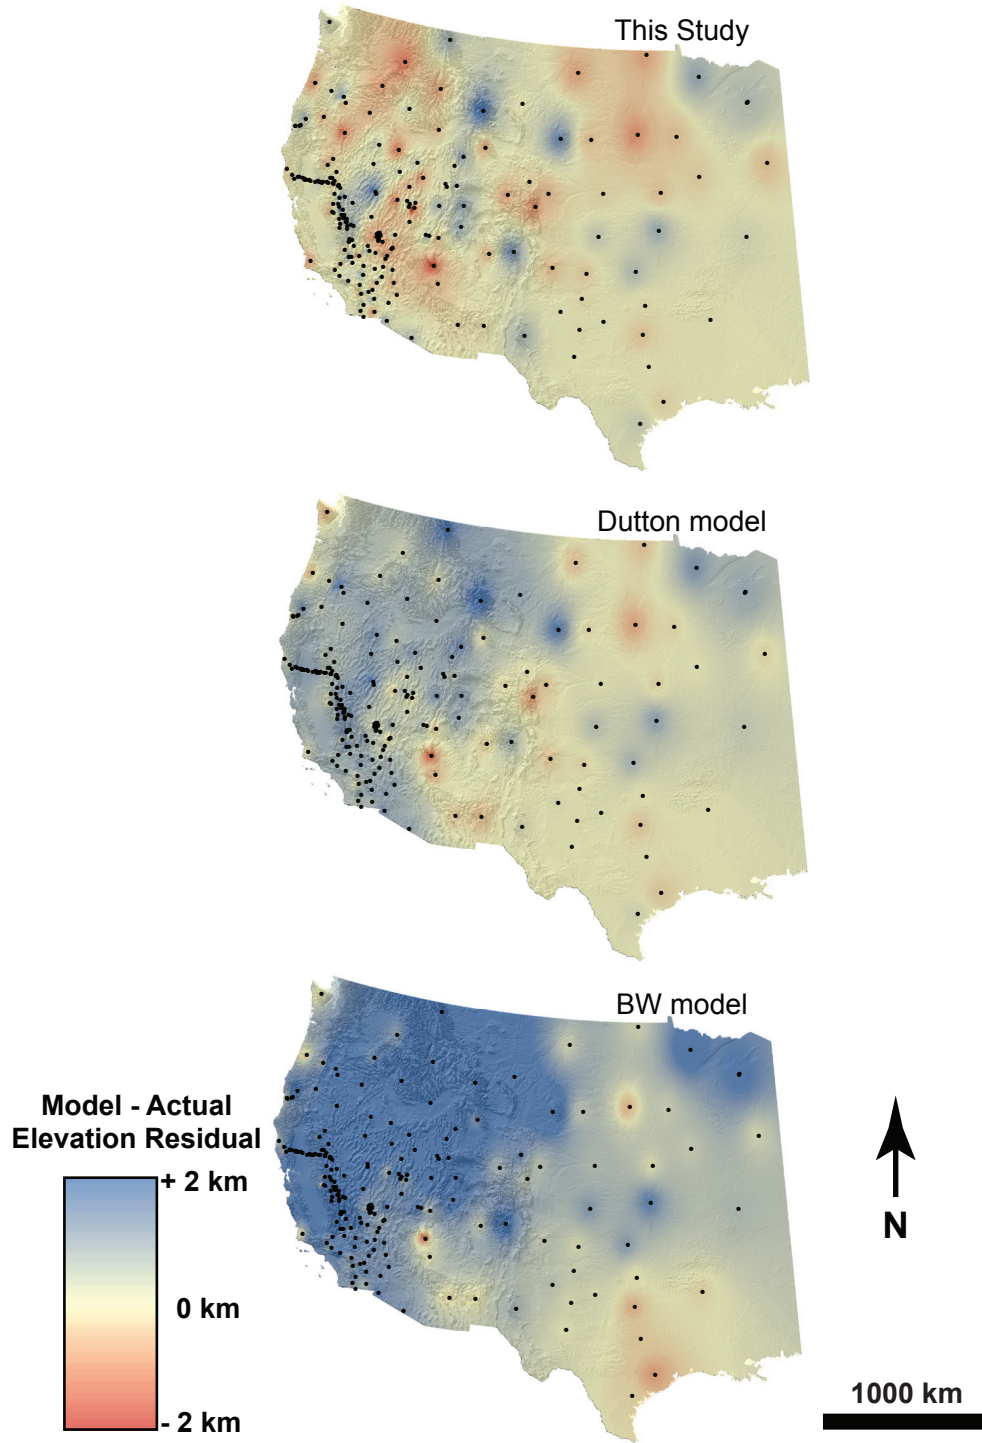 This Study
Dutton model
BW model
Model - Actual
Elevation Residual
+ 2 km
0 km
- 2 km
N
1000 km